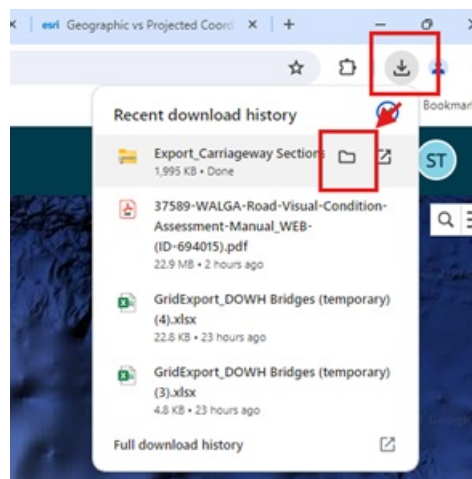 esri Geographic vs Projected Coord
Bookmar
Recent download history
Export_Carriageway Sections
1,995 KB • Done
ST
37589-WALGA-Road-Visual-Condition-
Assessment-Manual_WEB-
(ID-694015).pdf
22.9 MB • 2 hours ago
GridExport_DOWH Bridges (temporary)
(4).xlsx
22.8 KB • 23 hours ago
GridExport_DOWH Bridges (temporary)
(3).xlsx
4.8 KB • 23 hours ago
Full download history